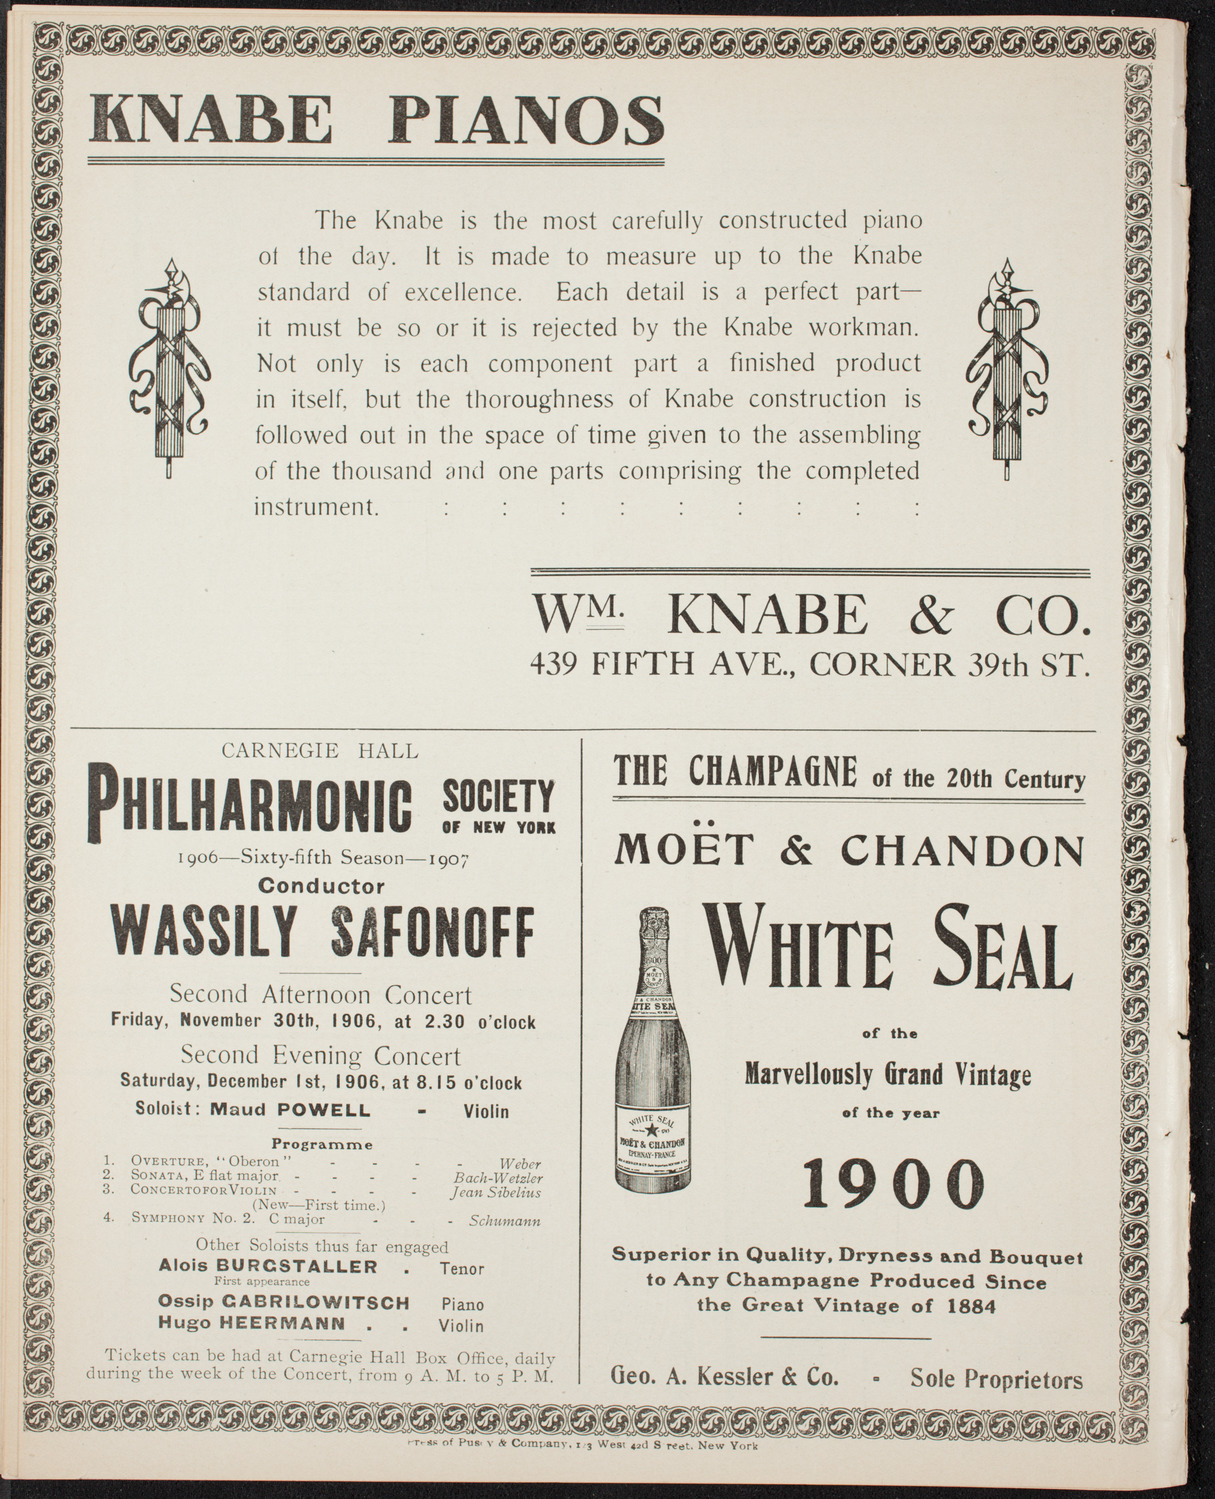 KNABE PIANOS
The Knabe is the most carefully constructed piano
of the day. It is made to measure up to the Knabe
standard of excellence. Each detail is a perfect part—
it must be so or it is rejected by the Knabe workman.
Not only is each component part a finished product
in itself, but the thoroughness of Knabe construction is
followed out in the space of time given to the assembling
of the thousand and one parts comprising the completed
instrument. : : : : : : : : :
WM. KNABE & CO.
439 FIFTH AVE., CORNER 39th ST.
CARNEGIE HALL
PHILHARMONIC SOCIETY
OF NEW YORK
1906—Sixty-fifth Season—1907
Conductor
WASSILY SAFONOFF
Second Afternoon Concert
Friday, November 30th, 1906, at 2.30 o'clock
Second Evening Concert
Saturday, December 1st, 1906, at 8.15 o'clock
Soloist: Maud POWELL - Violin
Programme
1. OVERTURE, "Oberon" - - - - Weber
2. SONATA, E flat major - - - - Bach-Wetzler
3. CONCERTO FOR VIOLIN - - - - Jean Sibelius
(New—First time.)
4. SYMPHONY No. 2. C major - - - Schumann
Other Soloists thus far engaged
Alois BURGSTALLER . Tenor
First appearance
Ossip GABRILOWITSCH Piano
Hugo HEERMANN . . Violin
Tickets can be had at Carnegie Hall Box Office, daily
during the week of the Concert, from 9 A. M. to 5 P. M.
THE CHAMPAGNE of the 20th Century
MOËT & CHANDON
WHITE SEAL
of the
Marvellously Grand Vintage
of the year
1900
WHITE SEAL
MOËT & CHANDON
EPERNAY-FRANCE
Superior in Quality, Dryness and Bouquet
to Any Champagne Produced Since
the Great Vintage of 1884
Geo. A. Kessler & Co. - Sole Proprietors
of & Company, West 42d New York